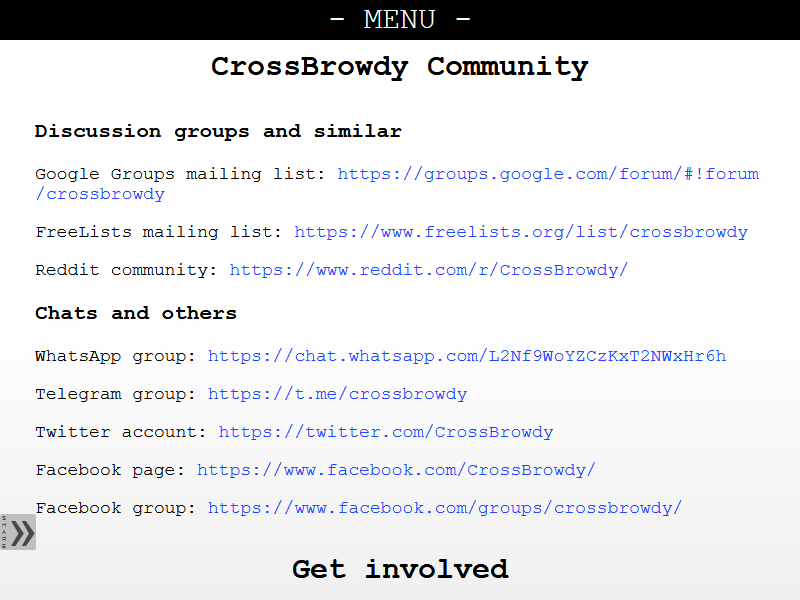 - MENU -
CrossBrowdy Community
Discussion groups and similar
Google Groups mailing list: https://groups.google.com/forum/#!forum
/crossbrowdy
FreeLists mailing list: https://www.freelists.org/list/crossbrowdy
Reddit community: https://www.reddit.com/r/CrossBrowdy/
Chats and others
WhatsApp group: https://chat.whatsapp.com/L2Nf9WoYZCzKxT2NWxHr6h
Telegram group: https://t.me/crossbrowdy
Twitter account: https://twitter.com/CrossBrowdy
Facebook page: https://www.facebook.com/CrossBrowdy/
Facebook group: https://www.facebook.com/groups/crossbrowdy/
SHARE
Get involved